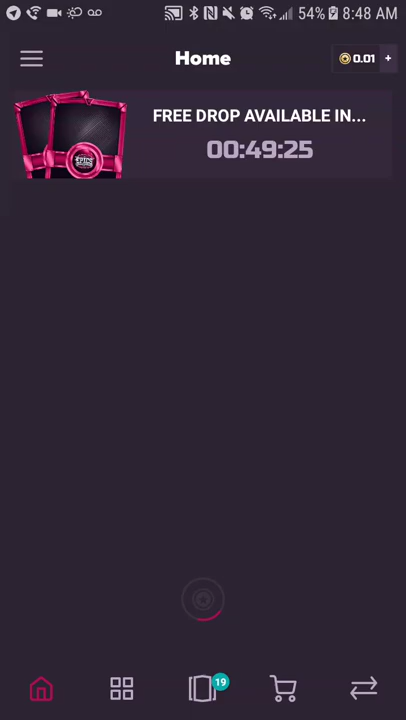 54% 8:48 AM
Home
0.01 +
FREE DROP AVAILABLE IN...
00:49:25
19